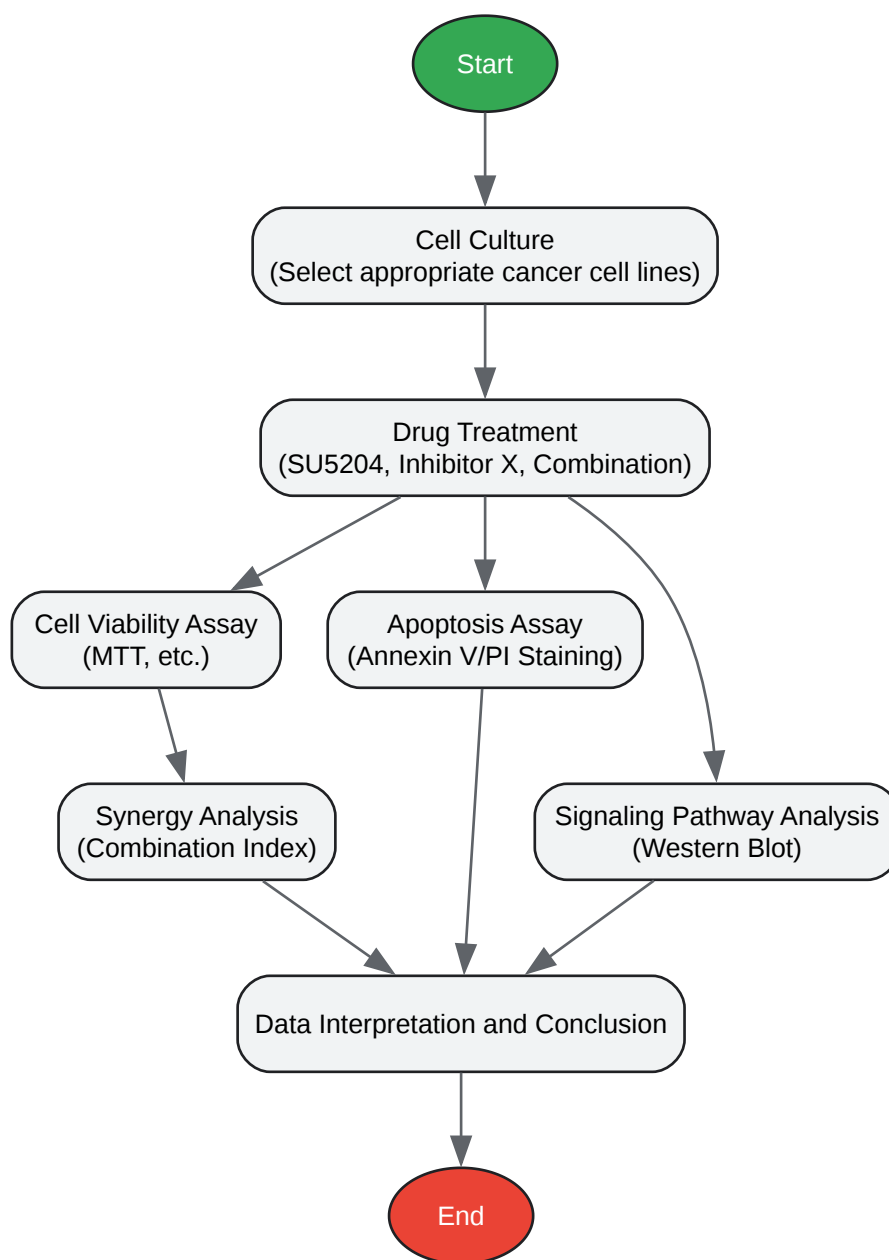 Start
Cell Culture
(Select appropriate cancer cell lines)
Drug Treatment
(SU5204, Inhibitor X, Combination)
Cell Viability Assay
(MTT, etc.)
Apoptosis Assay
(Annexin V/PI Staining)
Synergy Analysis
(Combination Index)
Signaling Pathway Analysis
(Western Blot)
Data Interpretation and Conclusion
End